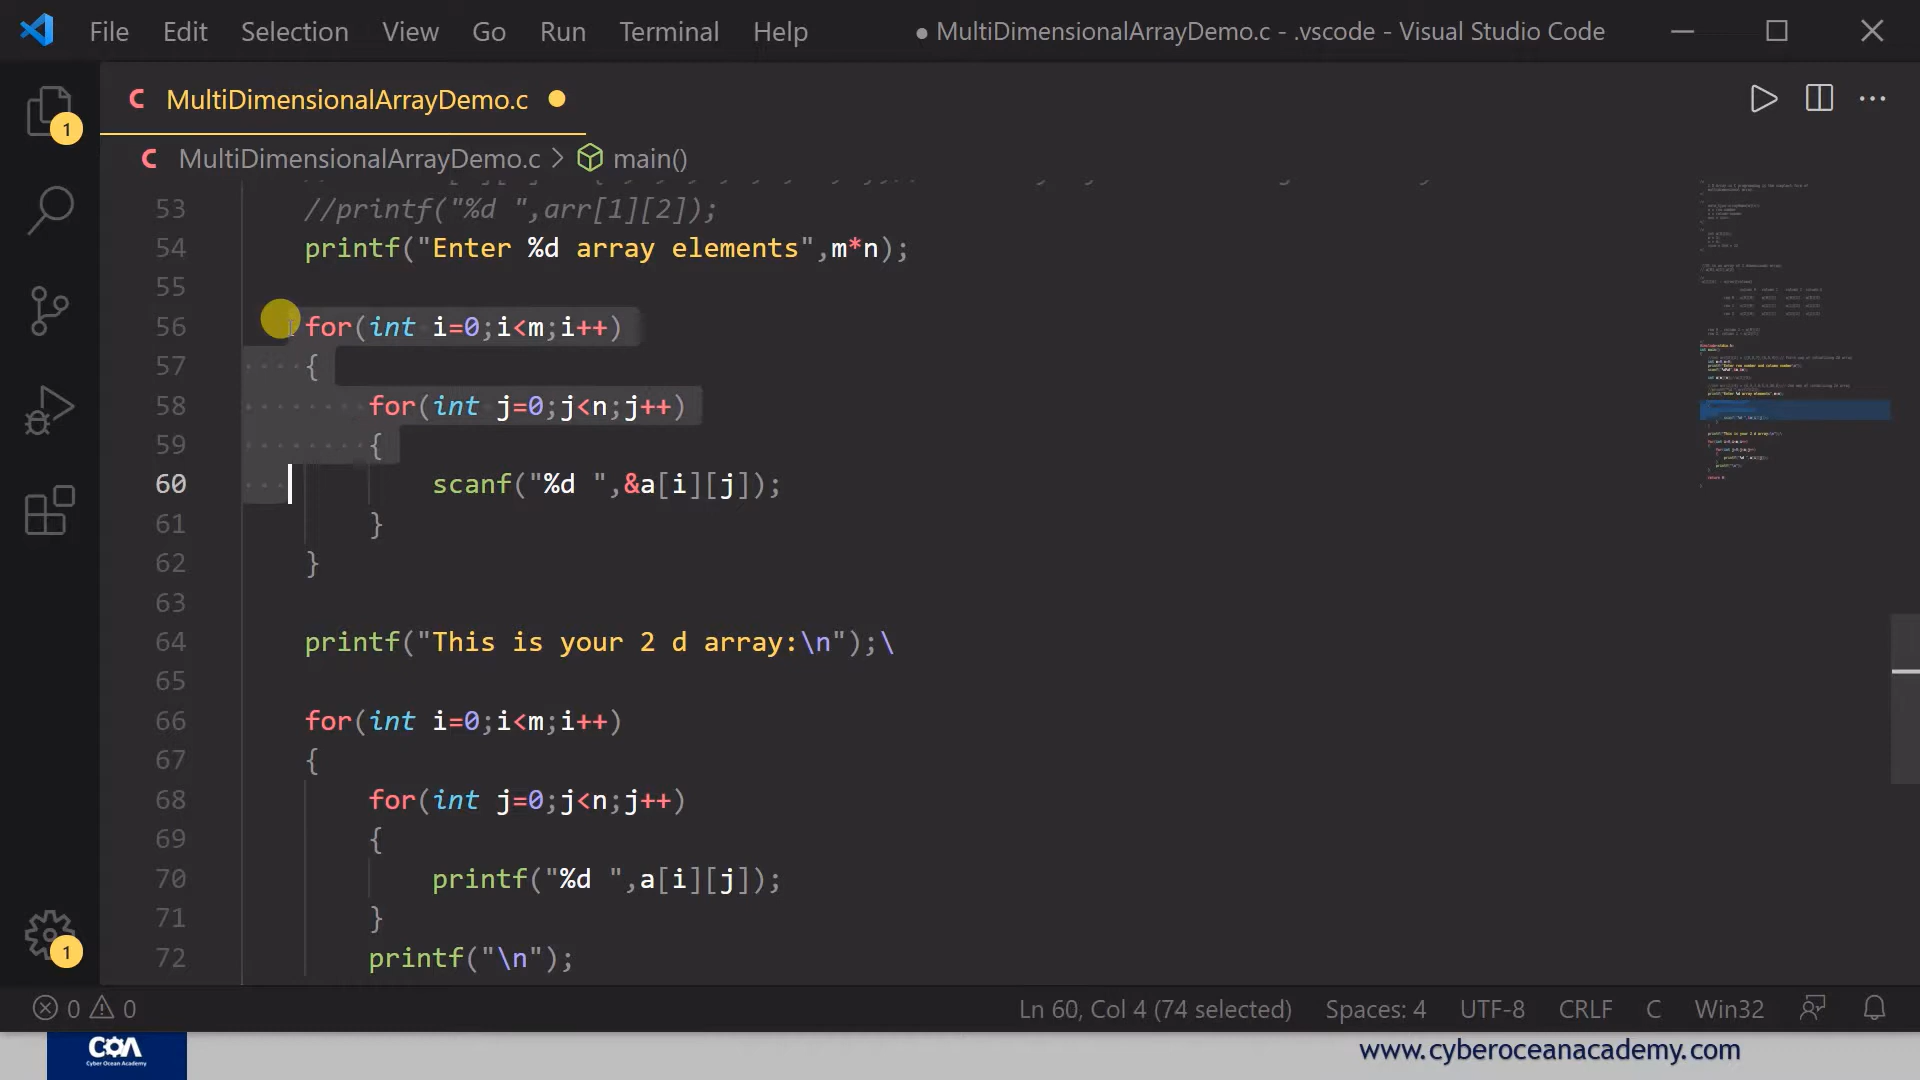 File Edit Selection View Go Run Terminal Help ● MultiDimensionalArrayDemo.c - .vscode - Visual Studio Code
1
C MultiDimensionalArrayDemo.c
C MultiDimensionalArrayDemo.c > main()
53 //printf("%d ",arr[1][2]);
54 printf("Enter %d array elements",m*n);
55
56 for(int i=0;i<m;i++)
57 {
58 for(int j=0;j<n;j++)
59 {
60 scanf("%d ",&a[i][j]);
61 }
62 }
63
64 printf("This is your 2 d array:\n");\
65
66 for(int i=0;i<m;i++)
67 {
68 for(int j=0;j<n;j++)
69 {
70 printf("%d ",a[i][j]);
71 }
72 printf("\n");
1
0 0 Ln 60, Col 4 (74 selected) Spaces: 4 UTF-8 CRLF C Win32
COA
Cyber Ocean Academy
www.cyberoceanacademy.com